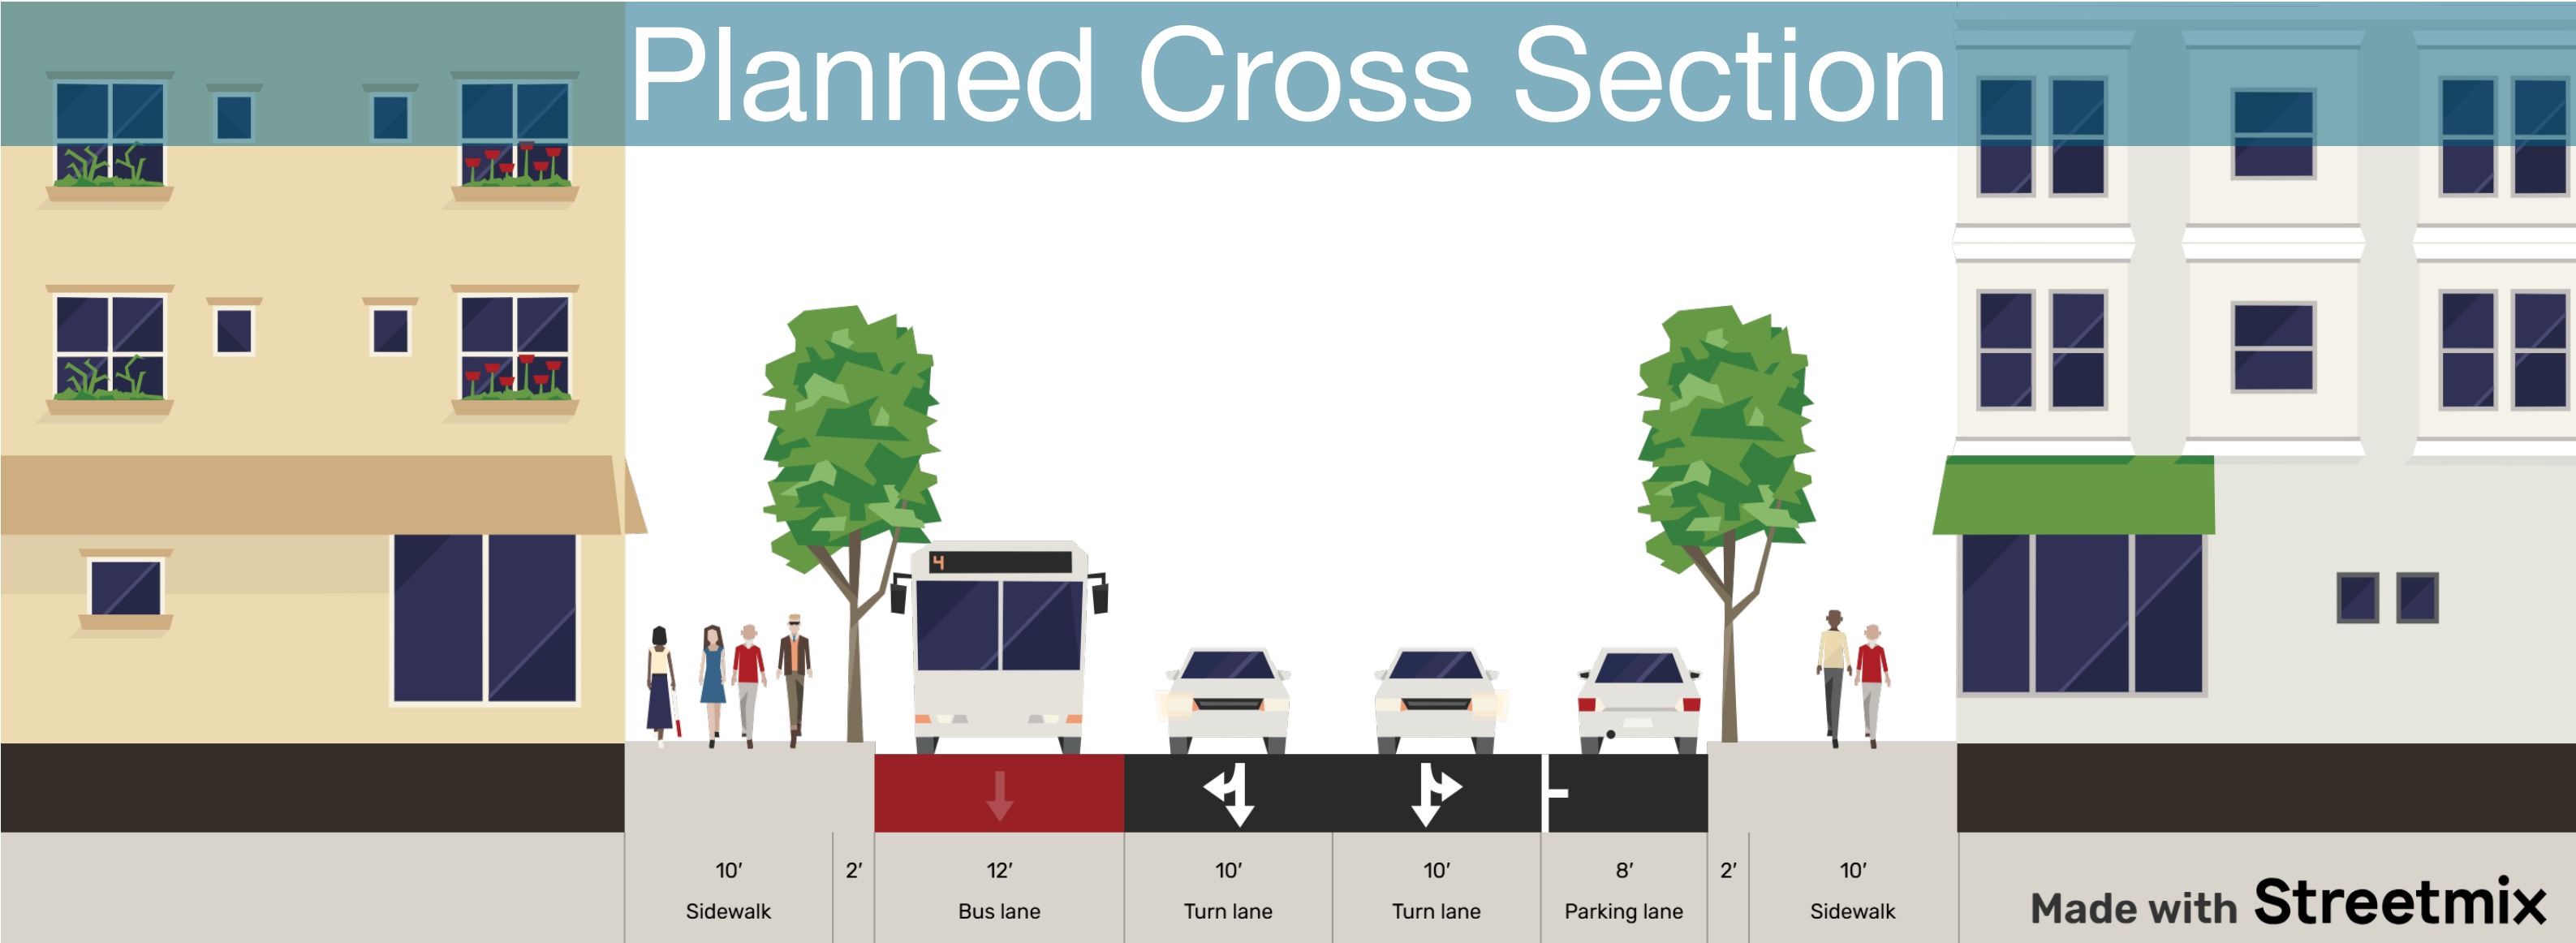 Planned Cross Section
4
10′
2′
12′
10′
10′
8′
2′
10′
Sidewalk
Bus lane
Turn lane
Turn lane
Parking lane
Sidewalk
Made with Streetmix